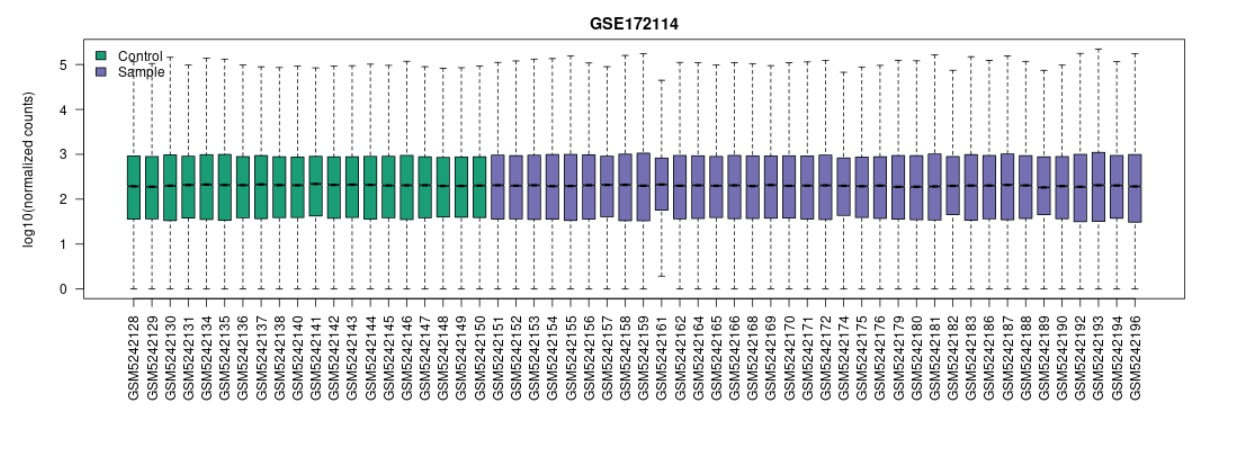 GSE172114
Control
Sample
log10(normalized counts)
5
4
3
2
1
0
GSM5242128
GSM5242129
GSM5242130
GSM5242131
GSM5242134
GSM5242135
GSM5242136
GSM5242137
GSM5242138
GSM5242140
GSM5242141
GSM5242142
GSM5242143
GSM5242144
GSM5242145
GSM5242146
GSM5242147
GSM5242148
GSM5242149
GSM5242150
GSM5242151
GSM5242152
GSM5242153
GSM5242154
GSM5242155
GSM5242156
GSM5242157
GSM5242158
GSM5242159
GSM5242161
GSM5242162
GSM5242164
GSM5242165
GSM5242166
GSM5242168
GSM5242169
GSM5242170
GSM5242171
GSM5242172
GSM5242174
GSM5242175
GSM5242176
GSM5242179
GSM5242180
GSM5242181
GSM5242182
GSM5242183
GSM5242186
GSM5242187
GSM5242188
GSM5242189
GSM5242190
GSM5242192
GSM5242193
GSM5242194
GSM5242196